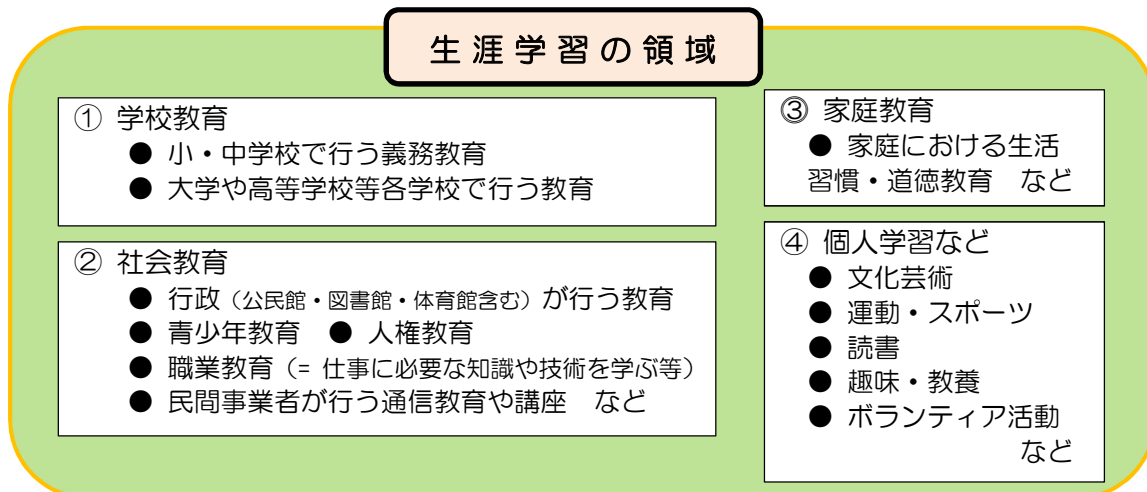 生涯学習の領域
① 学校教育
● 小・中学校で行う義務教育
● 大学や高等学校等各学校で行う教育
② 社会教育
● 行政（公民館・図書館・体育館含む）が行う教育
● 青少年教育　● 人権教育
● 職業教育（= 仕事に必要な知識や技術を学ぶ等）
● 民間事業者が行う通信教育や講座　など
③ 家庭教育
● 家庭における生活
習慣・道徳教育　など
④ 個人学習など
● 文化芸術
● 運動・スポーツ
● 読書
● 趣味・教養
● ボランティア活動
など